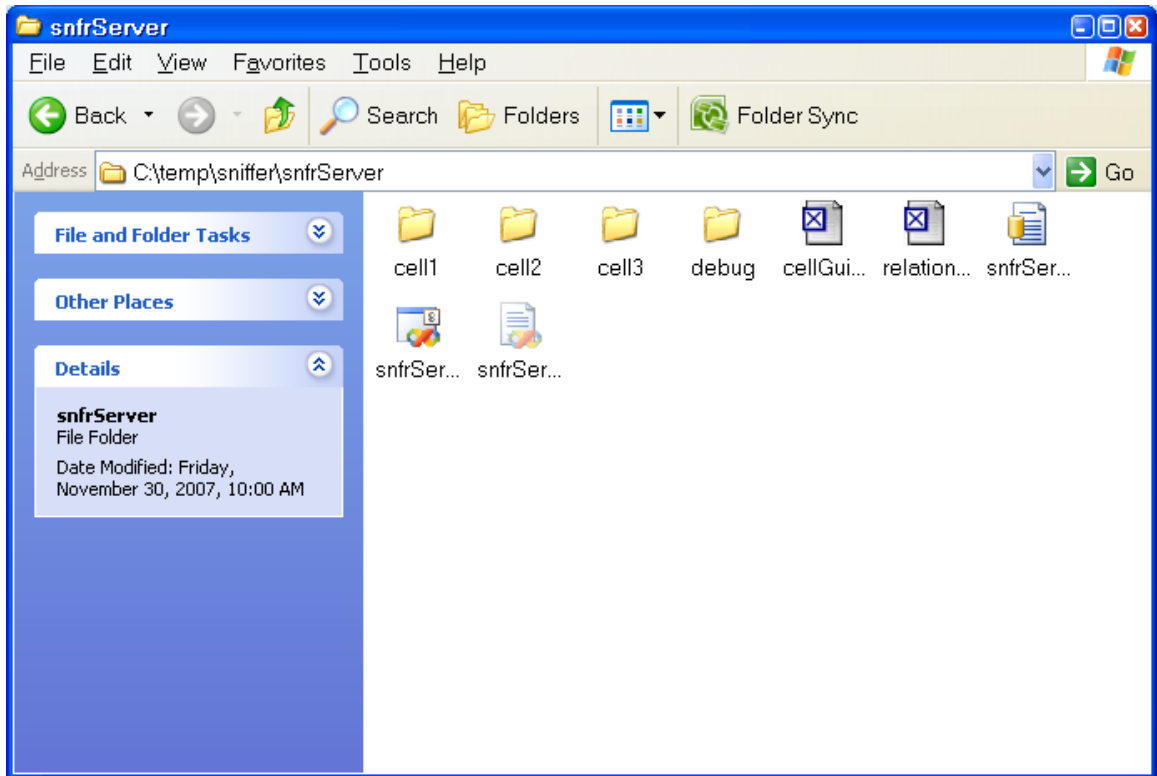 snfrServer
File Edit View Favorites Tools Help
Back Search Folders Folder Sync
Address C:\temp\sniffer\snfrServer Go
File and Folder Tasks
Other Places
Details
snfrServer
File Folder
Date Modified: Friday,
November 30, 2007, 10:00 AM
cell1 cell2 cell3 debug cellGui... relation... snfrSer...
snfrSer... snfrSer...